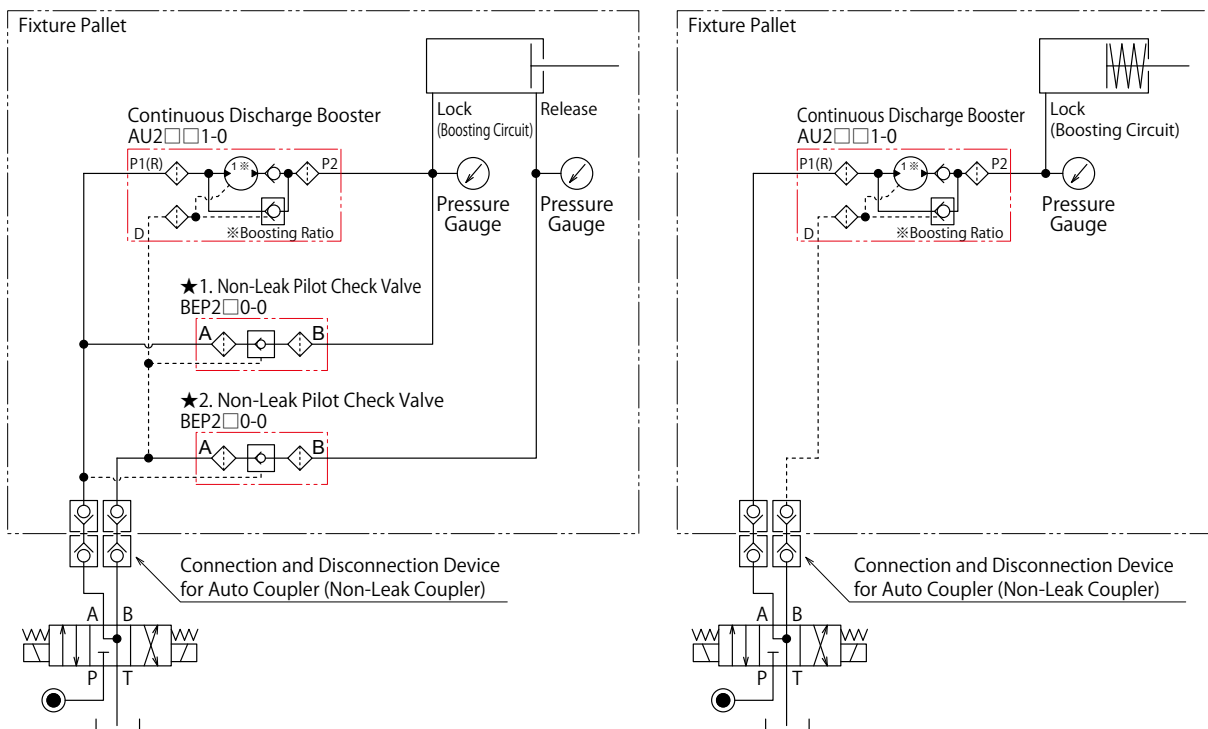 Fixture Pallet
Continuous Discharge Booster
AU2□□1-0
Lock
(Boosting Circuit)
Release
P1(R)
1 ※
P2
D
※Boosting Ratio
Pressure
Gauge
Pressure
Gauge
★1. Non-Leak Pilot Check Valve
BEP2□0-0
A
B
★2. Non-Leak Pilot Check Valve
BEP2□0-0
A
B
Connection and Disconnection Device
for Auto Coupler (Non-Leak Coupler)
A
B
P
T
Fixture Pallet
Continuous Discharge Booster
AU2□□1-0
Lock
(Boosting Circuit)
P1(R)
1 ※
P2
D
※Boosting Ratio
Pressure
Gauge
Connection and Disconnection Device
for Auto Coupler (Non-Leak Coupler)
A
B
P
T